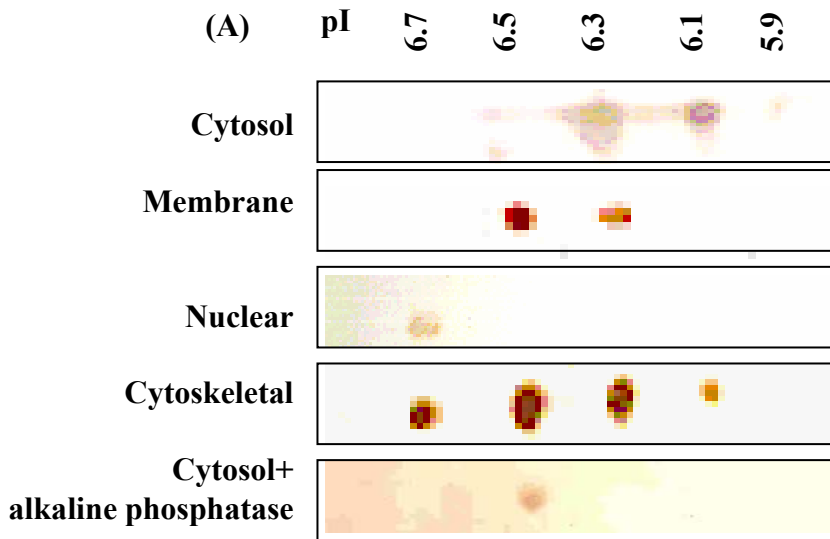 (A) pI 6.7 6.5 6.3 6.1 5.9
Cytosol
Membrane
Nuclear
Cytoskeletal
Cytosol+
alkaline phosphatase